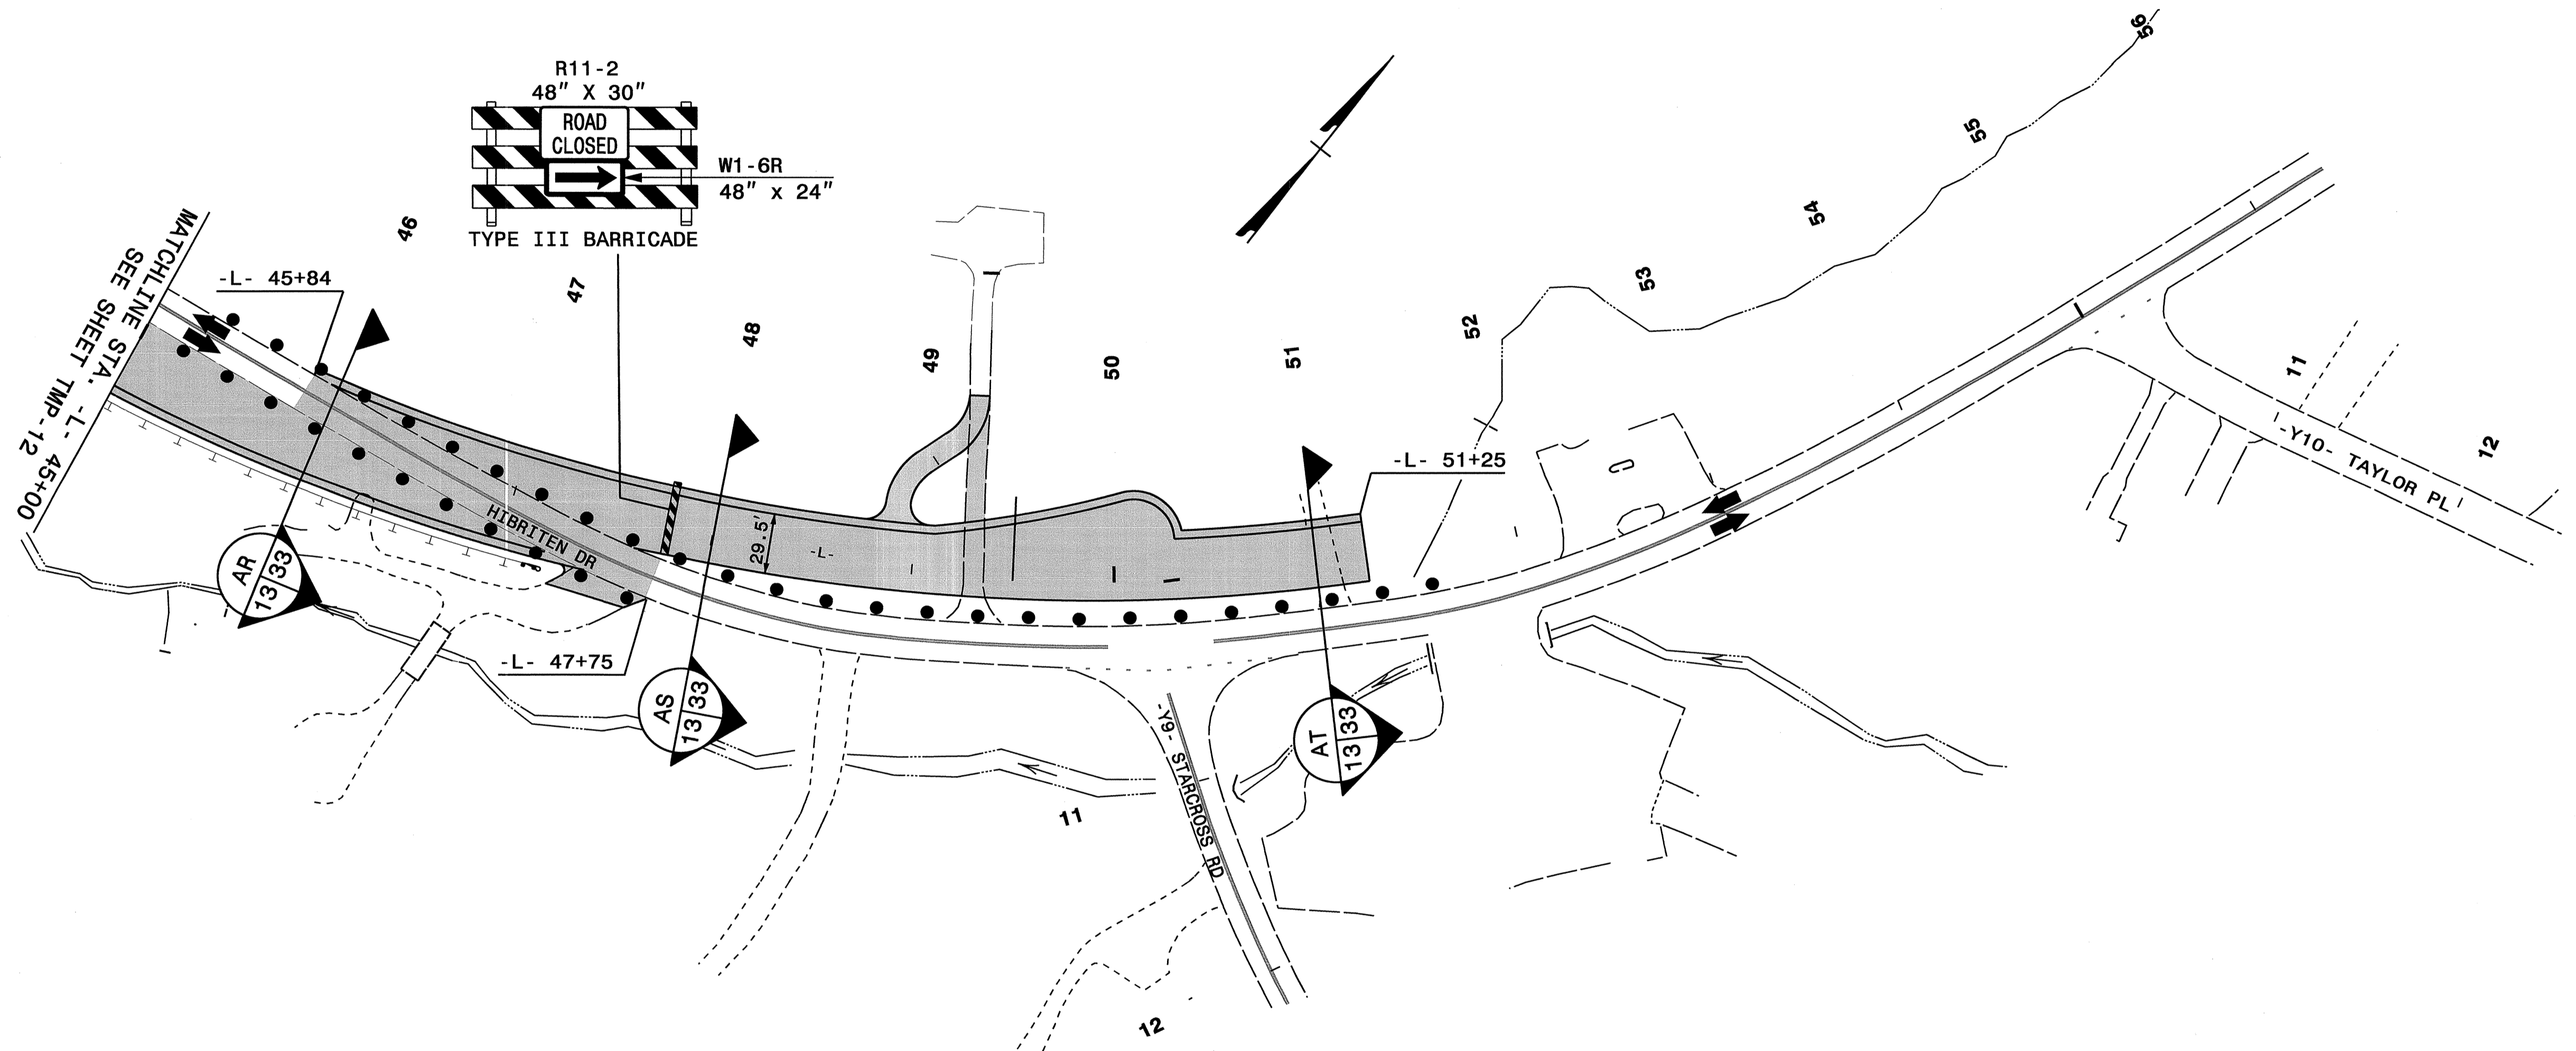 R11-2
48" X 30"
ROAD
CLOSED
W1-6R
48" x 24"
TYPE III BARRICADE
MATCHLINE STA. -L- 45+00
SEE SHEET TMP-12
-L- 45+84
46
47
48
49
50
51
52
53
54
55
56
-L- 51+25
HIBRITEN DR
29.5'
-L-
-L- 47+75
AR
13
33
AS
13
33
AT
13
33
-Y9- STARCROSS RD
11
12
-Y10- TAYLOR PL
11
12